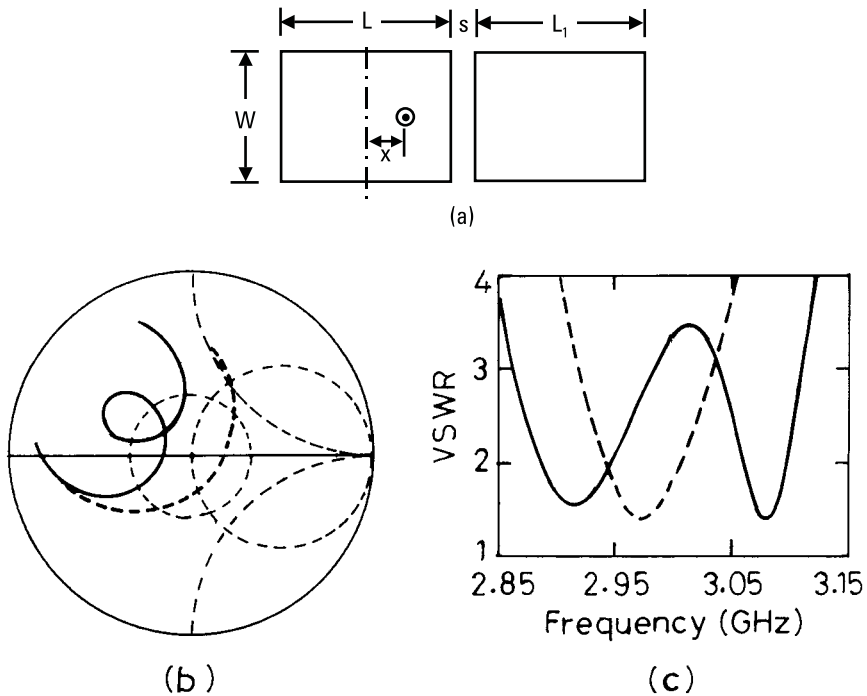 L s L₁
W
x
(a)
4
3
2
1
VSWR
2.85 2.95 3.05 3.15
Frequency (GHz)
(b) (c)